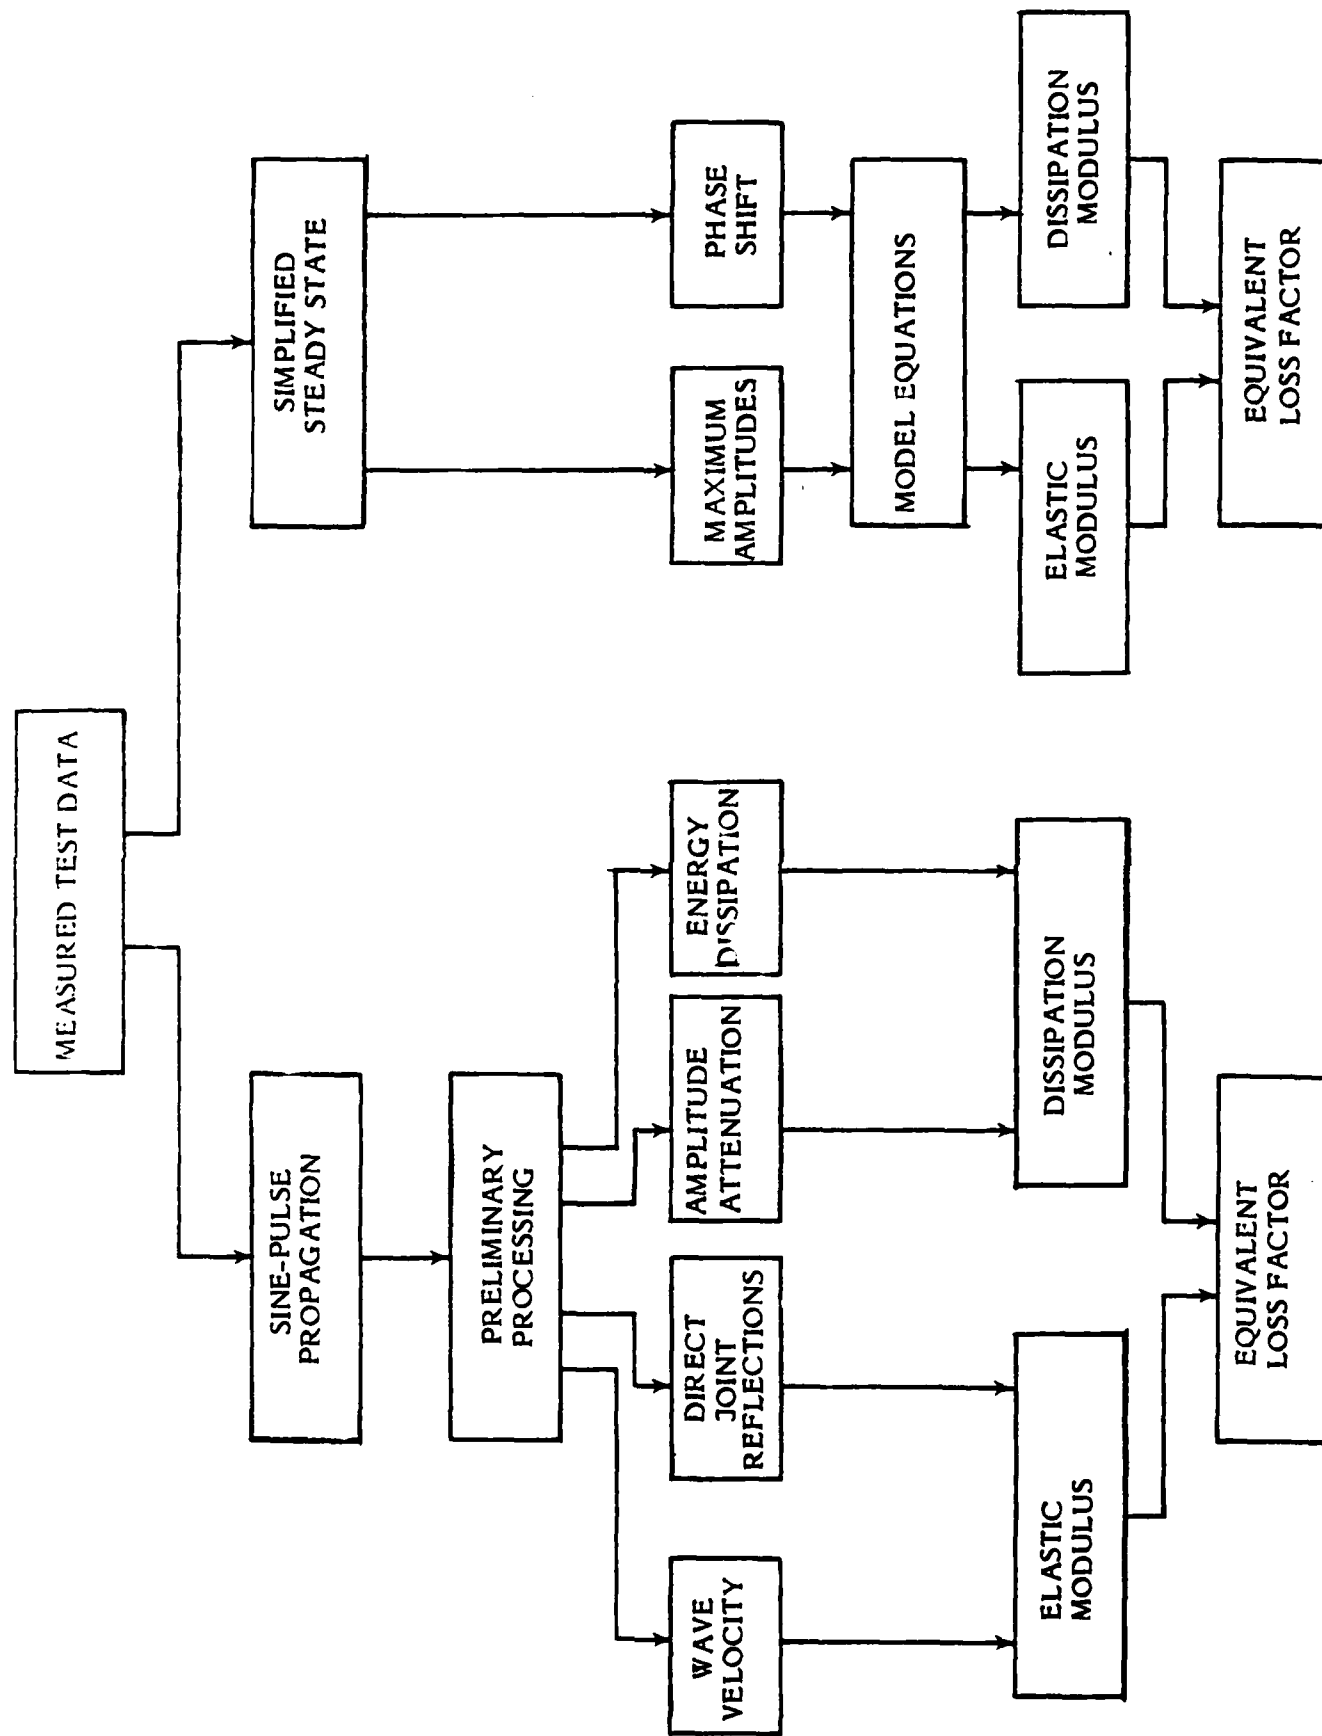 MEASURED TEST DATA
SINE-PULSE
PROPAGATION
SIMPLIFIED
STEADY STATE
PRELIMINARY
PROCESSING
WAVE
VELOCITY
DIRECT
JOINT
REFLECTIONS
AMPLITUDE
ATTENUATION
ENERGY
DISSIPATION
MAXIMUM
AMPLITUDES
PHASE
SHIFT
MODEL EQUATIONS
ELASTIC
MODULUS
DISSIPATION
MODULUS
ELASTIC
MODULUS
DISSIPATION
MODULUS
EQUIVALENT
LOSS FACTOR
EQUIVALENT
LOSS FACTOR